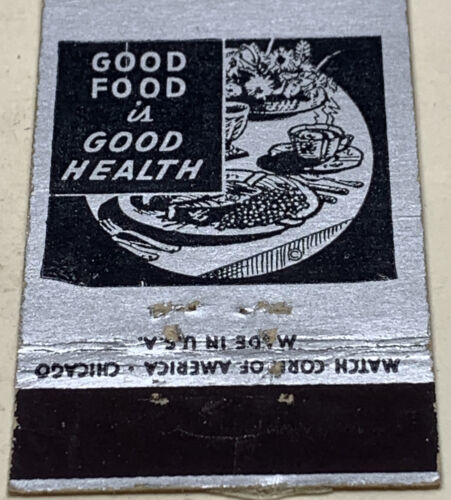 GOOD
FOOD
is
GOOD
HEALTH
MADE IN U.S.A.
MATCH CORP. OF AMERICA • CHICAGO